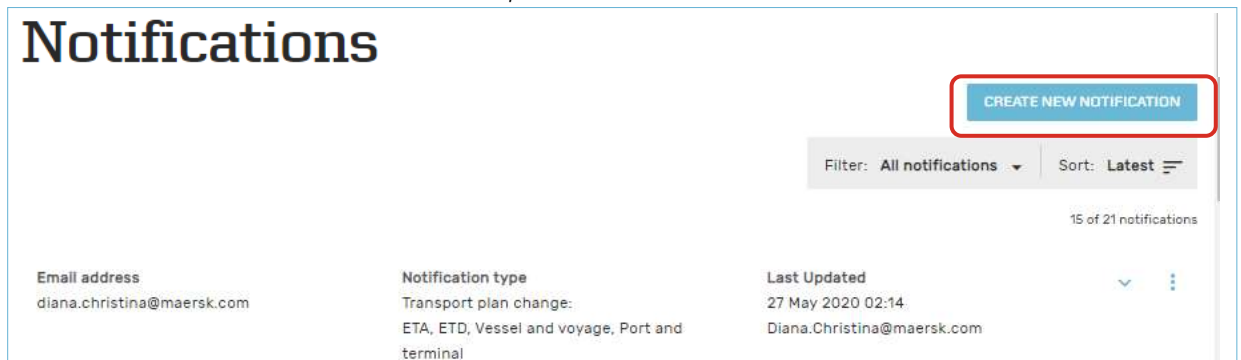 Notifications
CREATE NEW NOTIFICATION
Filter: All notifications Sort: Latest
15 of 21 notifications
Email address Notification type Last Updated
diana.christina@maersk.com Transport plan change: 27 May 2020 02:14
ETA, ETD, Vessel and voyage, Port and Diana.Christina@maersk.com
terminal